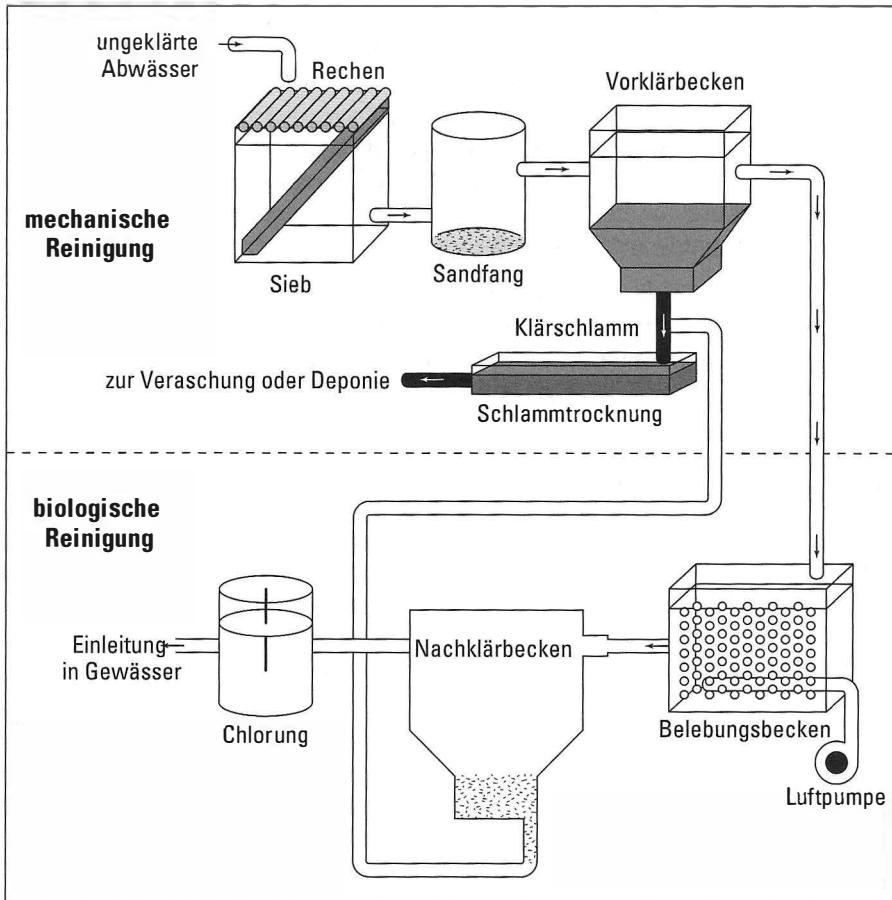 ungeklärte
Abwässer
Rechen
Vorklärbecken
mechanische
Reinigung
Sieb
Sandfang
Klärschlamm
zur Veraschung oder Deponie
Schlammtrocknung
biologische
Reinigung
Einleitung
in Gewässer
Nachklärbecken
Chlorung
Belebungsbecken
Luftpumpe